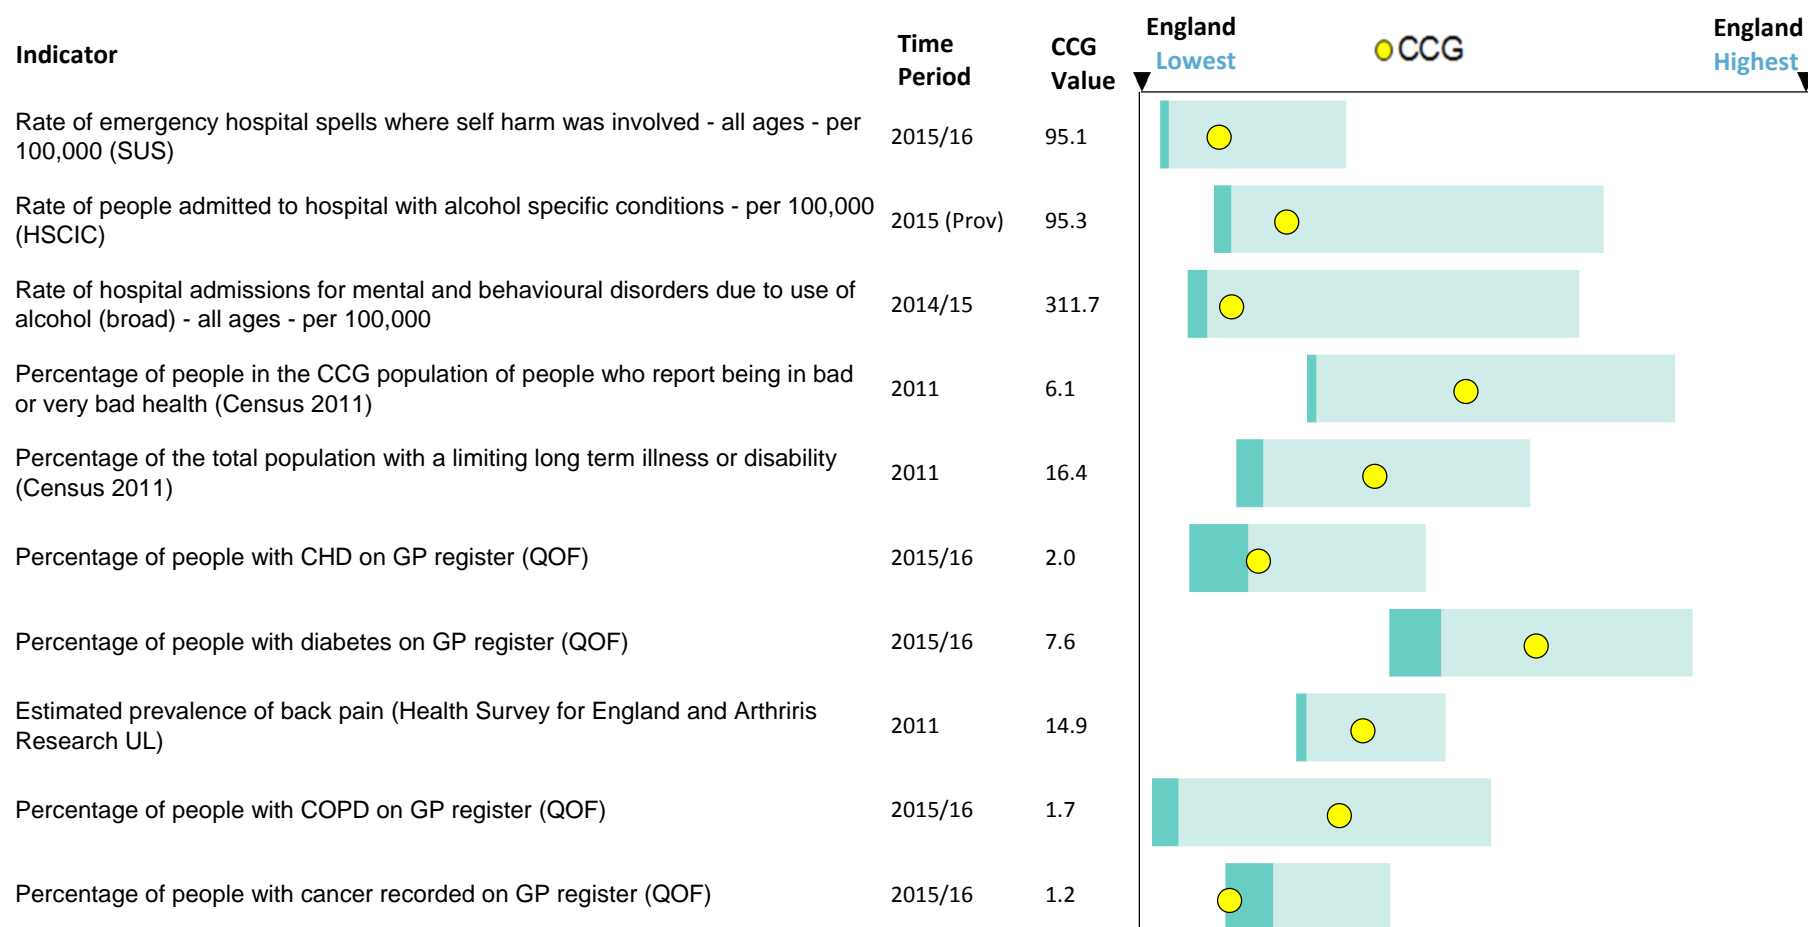 Indicator
Time
Period
CCG
Value
England
Lowest
CCG
England
Highest
Rate of emergency hospital spells where self harm was involved - all ages - per
100,000 (SUS)
2015/16
95.1
Rate of people admitted to hospital with alcohol specific conditions - per 100,000
(HSCIC)
2015 (Prov)
95.3
Rate of hospital admissions for mental and behavioural disorders due to use of
alcohol (broad) - all ages - per 100,000
2014/15
311.7
Percentage of people in the CCG population of people who report being in bad
or very bad health (Census 2011)
2011
6.1
Percentage of the total population with a limiting long term illness or disability
(Census 2011)
2011
16.4
Percentage of people with CHD on GP register (QOF)
2015/16
2.0
Percentage of people with diabetes on GP register (QOF)
2015/16
7.6
Estimated prevalence of back pain (Health Survey for England and Arthriris
Research UL)
2011
14.9
Percentage of people with COPD on GP register (QOF)
2015/16
1.7
Percentage of people with cancer recorded on GP register (QOF)
2015/16
1.2